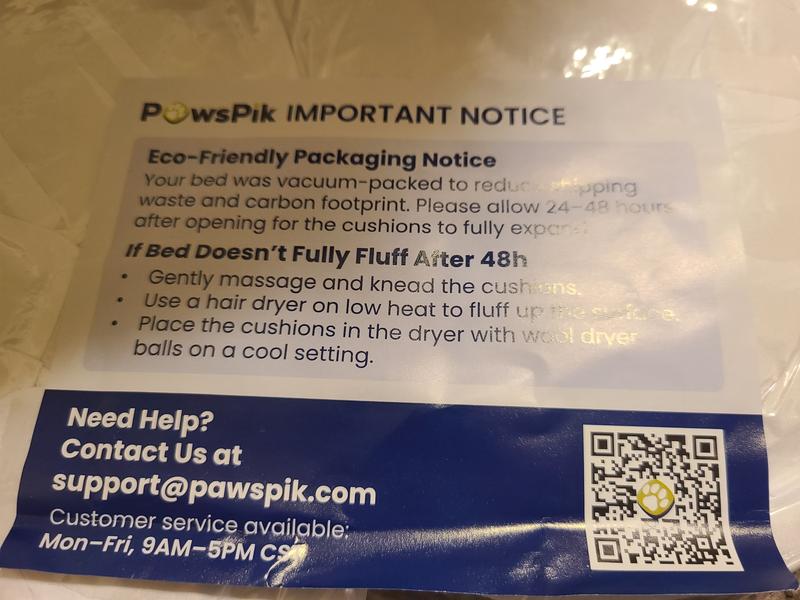 PawsPik IMPORTANT NOTICE
Eco-Friendly Packaging Notice
Your bed was vacuum-packed to reduce shipping
waste and carbon footprint. Please allow 24-48 hours
after opening for the cushions to fully expand.
If Bed Doesn't Fully Fluff After 48h
• Gently massage and knead the cushions.
• Use a hair dryer on low heat to fluff up the surface.
• Place the cushions in the dryer with wool dryer
balls on a cool setting.
Need Help?
Contact Us at
support@pawspik.com
Customer service available:
Mon-Fri, 9AM-5PM CST